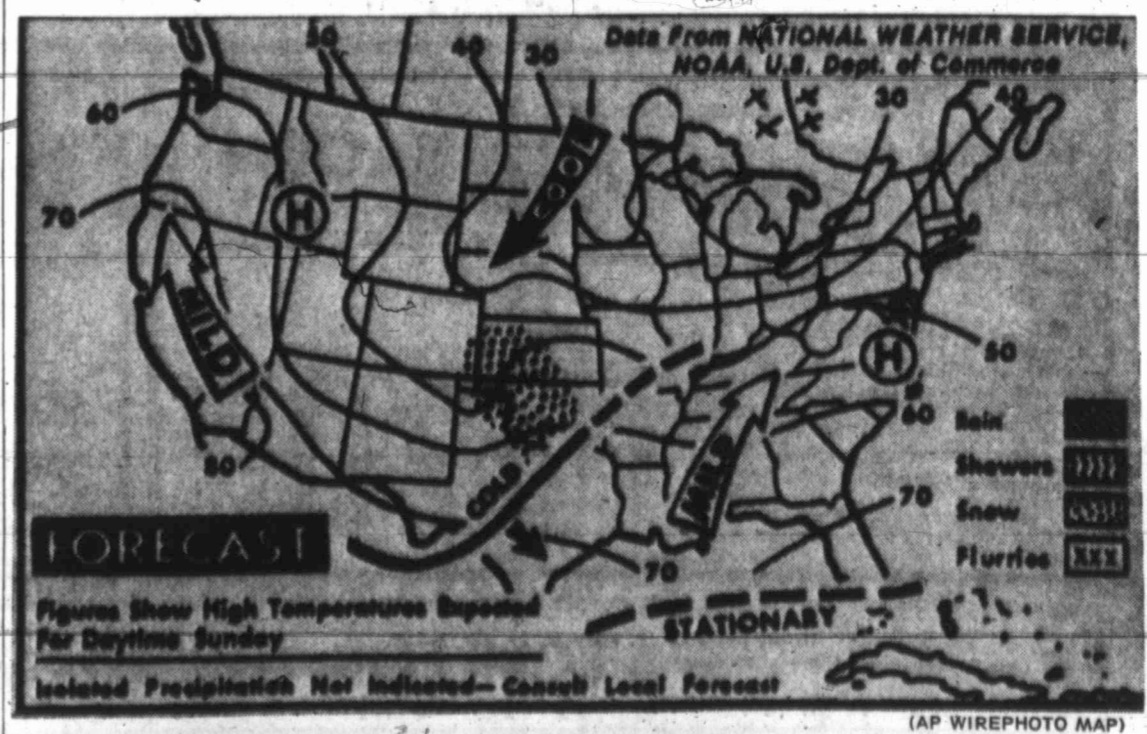 Data From NATIONAL WEATHER SERVICE,
NOAA, U.S. Dept. of Commerce
50
40
30
60
30
40
COOL
70
H
MILD
H
50
60
80
COLD
MILD
70
70
Rain
Showers
Snow
Flurries
FORECAST
STATIONARY
Figures Show High Temperatures Expected
For Daytime Sunday
Isolated Precipitation Not Indicated— Consult Local Forecast
(AP WIREPHOTO MAP)